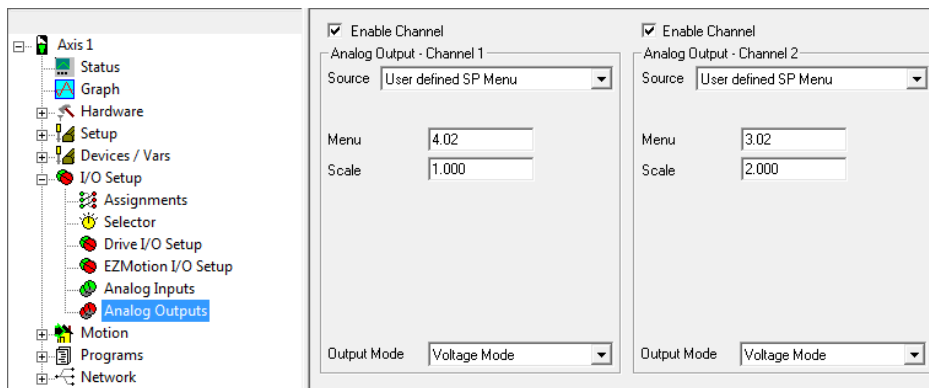 Axis 1
Status
Graph
Hardware
Setup
Devices / Vars
I/O Setup
Assignments
Selector
Drive I/O Setup
EZMotion I/O Setup
Analog Inputs
Analog Outputs
Motion
Programs
Network
Enable Channel
Analog Output - Channel 1
Source User defined SP Menu
Menu 4.02
Scale 1.000
Output Mode Voltage Mode
Enable Channel
Analog Output - Channel 2
Source User defined SP Menu
Menu 3.02
Scale 2.000
Output Mode Voltage Mode